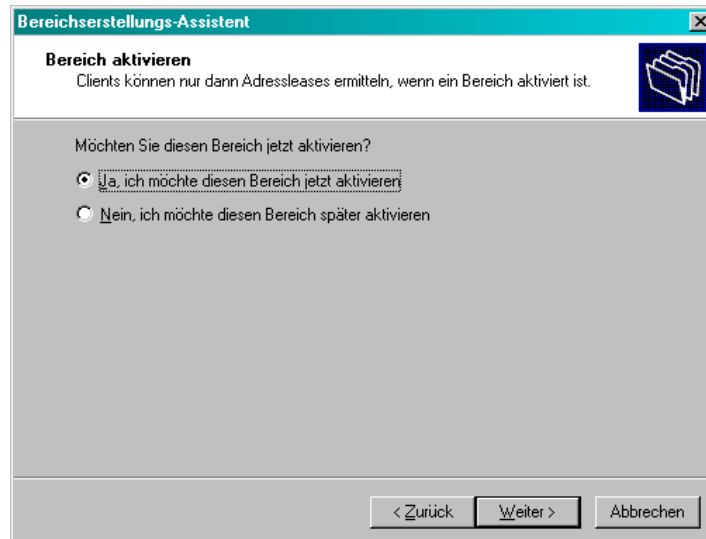 Bereichserstellungs-Assistent
Bereich aktivieren
Clients können nur dann Adressleases ermitteln, wenn ein Bereich aktiviert ist.
Möchten Sie diesen Bereich jetzt aktivieren?
Ja, ich möchte diesen Bereich jetzt aktivieren
Nein, ich möchte diesen Bereich später aktivieren
< Zurück Weiter > Abbrechen